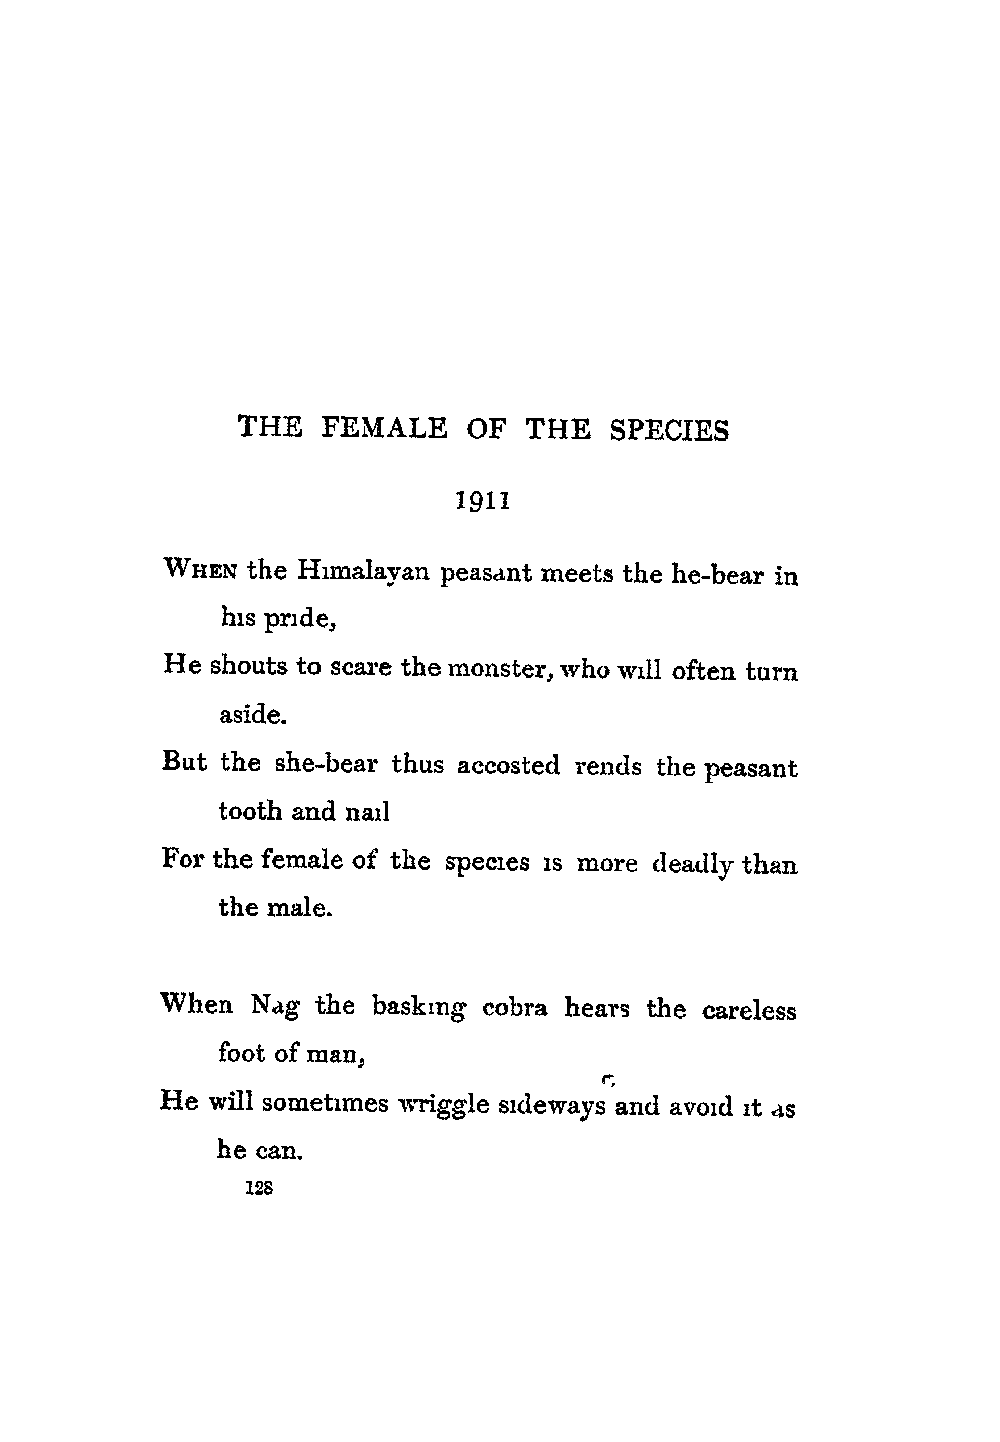 THE FEMALE OF THE SPECIES
1911
WHEN the Himalayan peasant meets the he-bear in
his pride,
He shouts to scare the monster, who will often turn
aside.
But the she-bear thus accosted rends the peasant
tooth and nail
For the female of the species is more deadly than
the male.
When Nag the basking cobra hears the careless
foot of man,
He will sometimes wriggle sideways and avoid it as
he can.
128